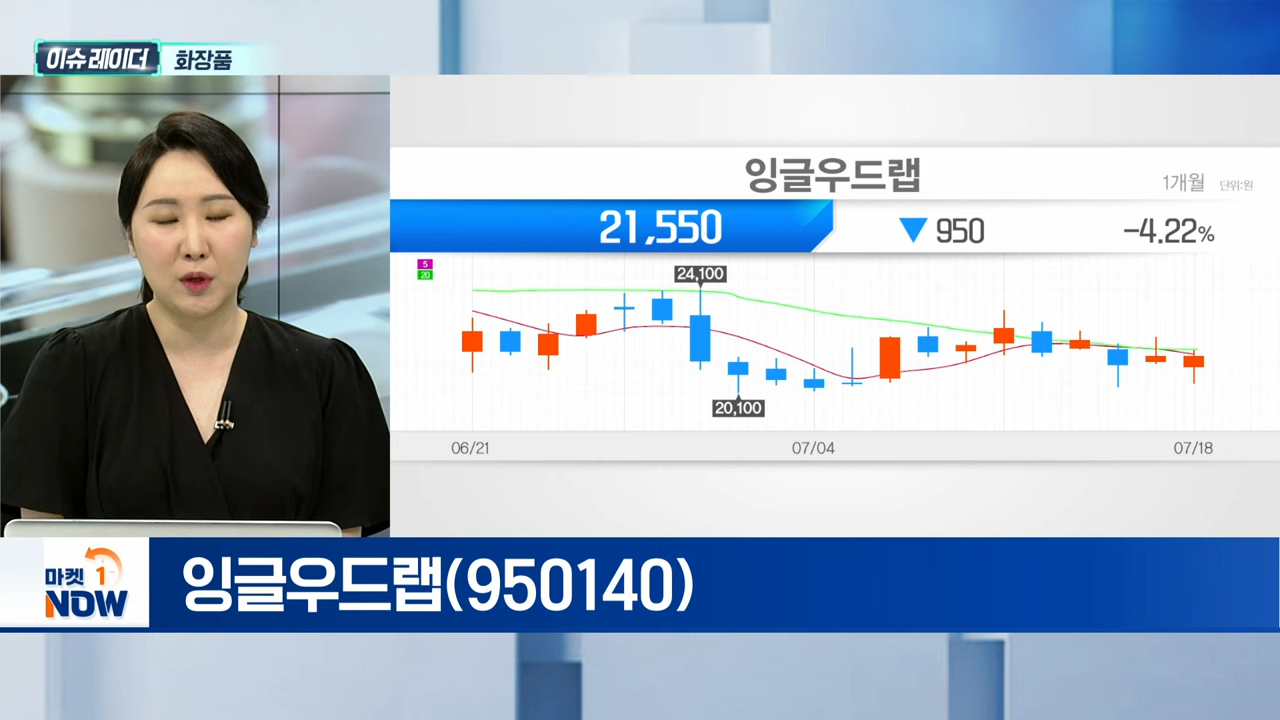 이슈레이더 화장품
잉글우드랩
1개월 단위:원
21,550 ▼ 950 -4.22%
5
20
24,100
20,100
06/21 07/04 07/18
마켓 1
NOW
잉글우드랩(950140)